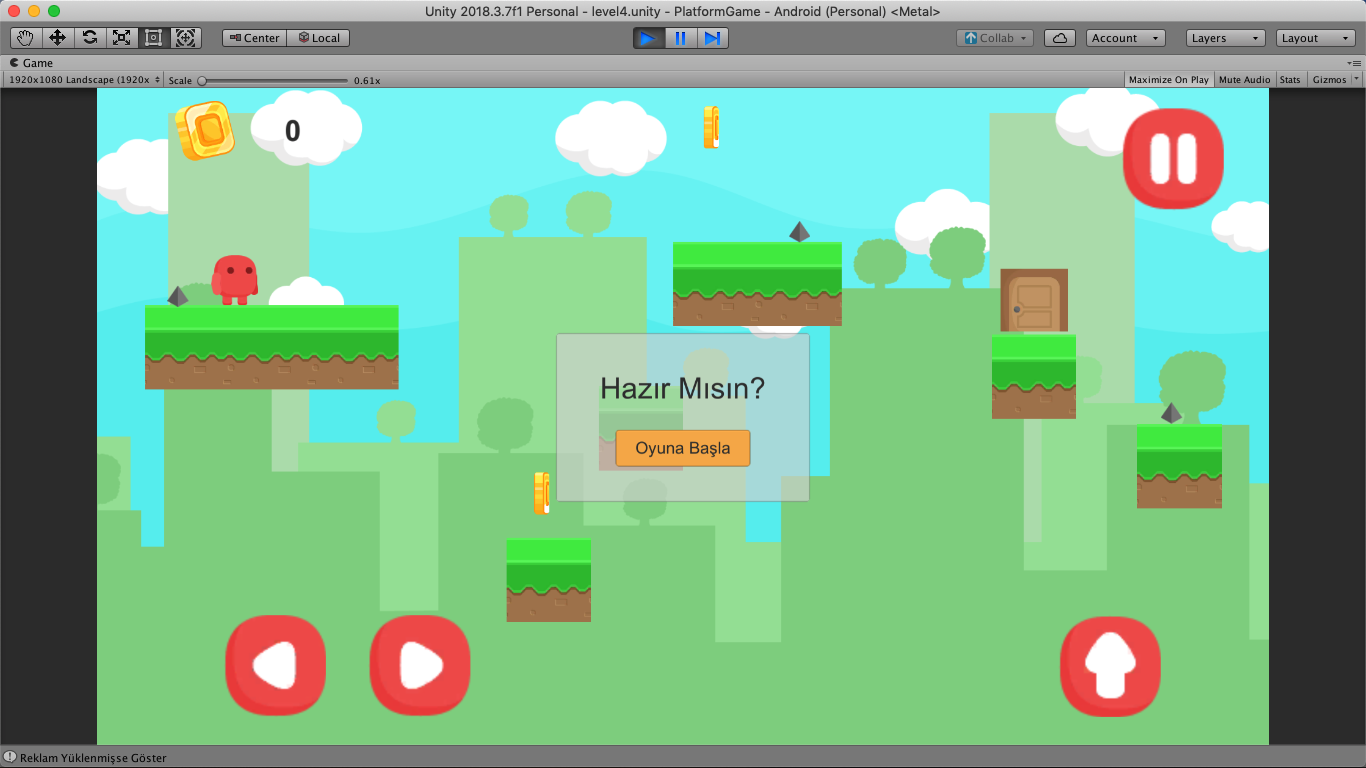 Unity 2018.3.7f1 Personal - level4.unity - PlatformGame - Android (Personal) <Metal>
Center
Local
Collab
Account
Layers
Layout
Game
1920x1080 Landscape (1920x
Scale
0.61x
Maximize On Play
Mute Audio
Stats
Gizmos
0
Hazır Mısın?
Oyuna Başla
Reklam Yüklenmişse Göster